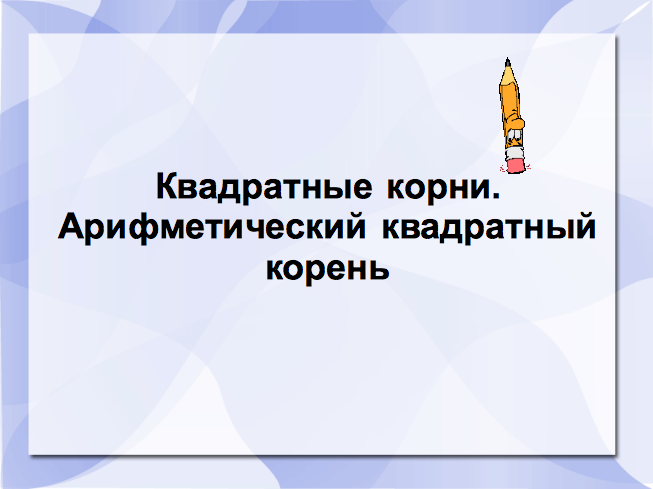 Квадратные корни.
Арифметический квадратный
корень